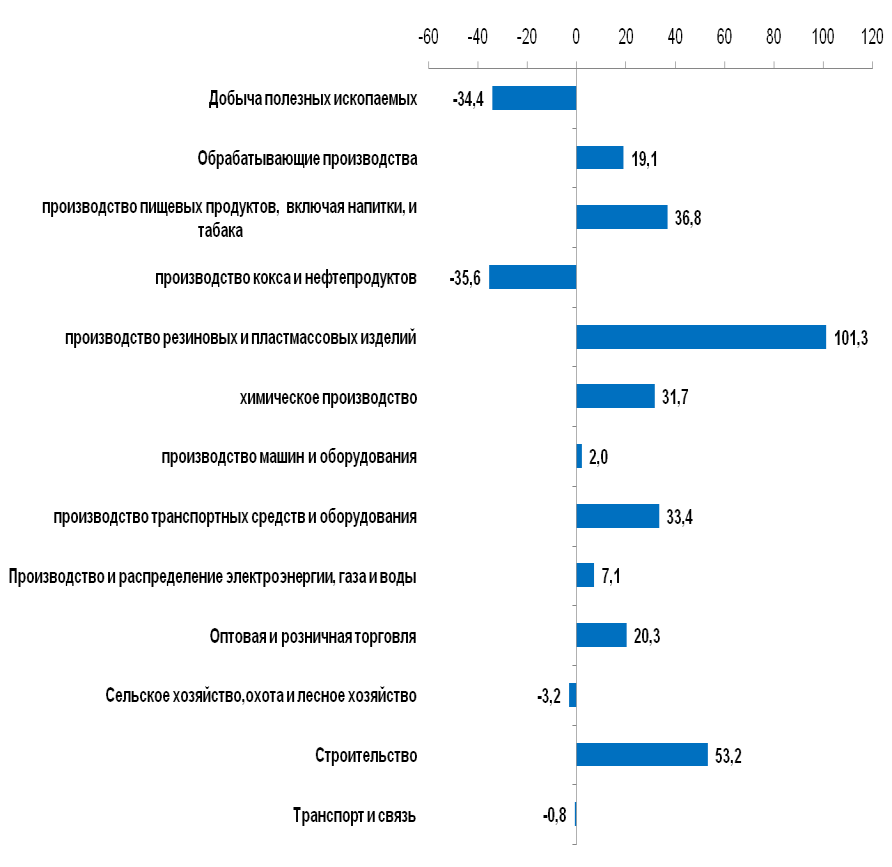 -60 -40 -20 0 20 40 60 80 100 120
Добыча полезных ископаемых -34,4
Обрабатывающие производства 19,1
производство пищевых продуктов, включая напитки, и
табака 36,8
производство кокса и нефтепродуктов -35,6
производство резиновых и пластмассовых изделий 101,3
химическое производство 31,7
производство машин и оборудования 2,0
производство транспортных средств и оборудования 33,4
Производство и распределение электроэнергии, газа и воды 7,1
Оптовая и розничная торговля 20,3
Сельское хозяйство,охота и лесное хозяйство -3,2
Строительство 53,2
Транспорт и связь -0,8